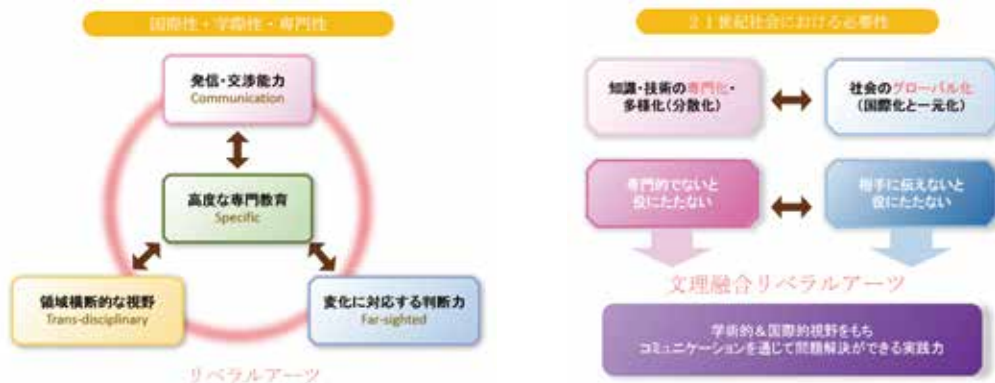 国際性・学際性・専門性
発信・交渉能力
Communication
高度な専門教育
Specific
領域横断的な視野
Trans-disciplinary
変化に対応する判断力
Far-sighted
リベラルアーツ
21世紀社会における必要性
知識・技術の専門化・
多様化(分散化)
社会のグローバル化
(国際化と一元化)
専門的でないと
役にたたない
相手に伝えないと
役にたたない
文理融合リベラルアーツ
学術的&国際的視野をもち
コミュニケーションを通じて問題解決ができる実践力